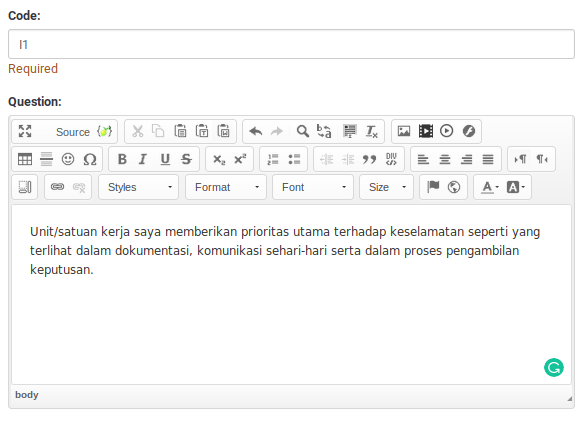 Code:
I1
Required
Question:
Source
B I U S
Styles Format Font Size
Unit/satuan kerja saya memberikan prioritas utama terhadap keselamatan seperti yang
terlihat dalam dokumentasi, komunikasi sehari-hari serta dalam proses pengambilan
keputusan.
body